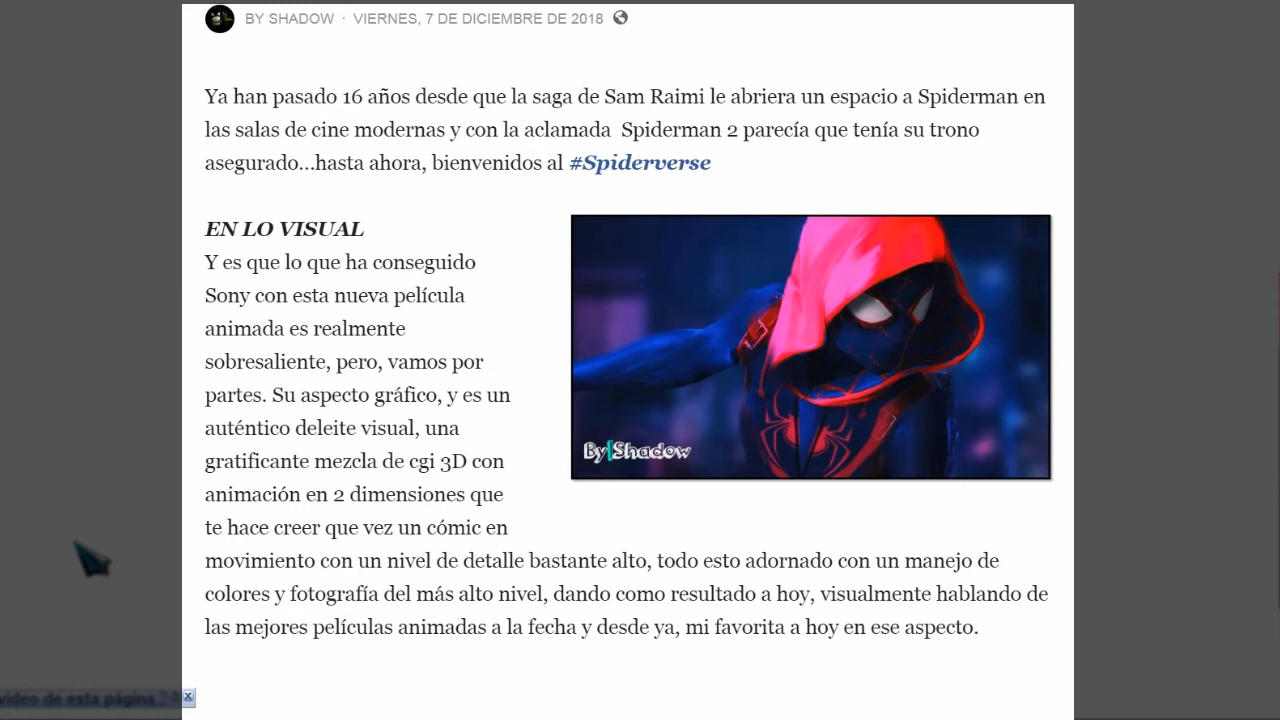 BY SHADOW · VIERNES, 7 DE DICIEMBRE DE 2018
Ya han pasado 16 años desde que la saga de Sam Raimi le abriera un espacio a Spiderman en
las salas de cine modernas y con la aclamada Spiderman 2 parecía que tenía su trono
asegurado...hasta ahora, bienvenidos al #Spiderverse
EN LO VISUAL
Y es que lo que ha conseguido
Sony con esta nueva película
animada es realmente
sobresaliente, pero, vamos por
partes. Su aspecto gráfico, y es un
auténtico deleite visual, una
gratificante mezcla de cgi 3D con
animación en 2 dimensiones que
te hace creer que vez un cómic en
movimiento con un nivel de detalle bastante alto, todo esto adornado con un manejo de
colores y fotografía del más alto nivel, dando como resultado a hoy, visualmente hablando de
las mejores películas animadas a la fecha y desde ya, mi favorita a hoy en ese aspecto.
By Shadow
video de esta página